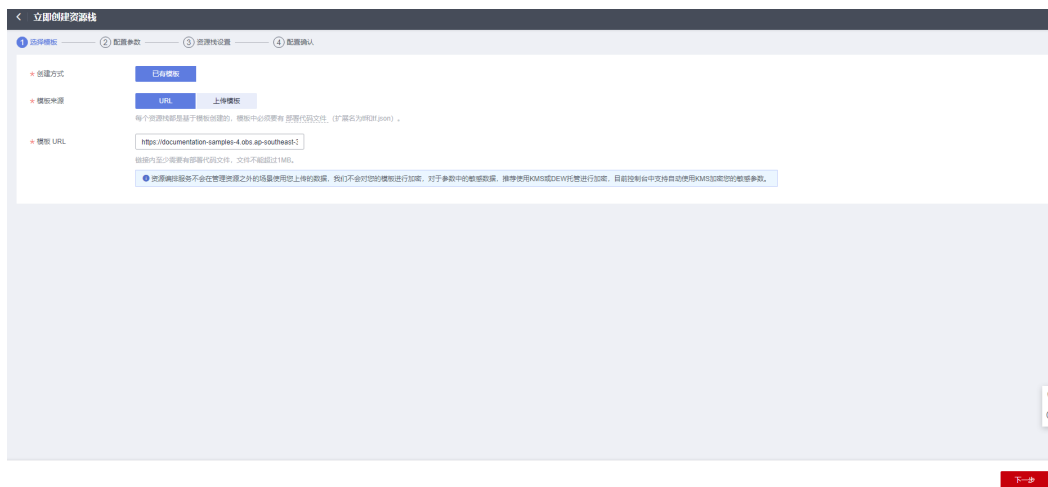 立即创建资源栈
1 选择模板 2 配置参数 3 资源栈设置 4 配置确认
* 创建方式 已有模板
* 模板来源 URL 上传模板
每个资源栈都是基于模板创建的，模板中必须要有 部署代码文件 （扩展名为tf和tf.json）。
* 模板 URL https://documentation-samples-4.obs.ap-southeast-3
链接内至少需要有部署代码文件，文件不能超过1MB。
资源编排服务不会在管理资源之外的场景使用您上传的数据，我们不会对您的模板进行加密，对于参数中的敏感数据，推荐使用KMS或DEW托管进行加密，目前控制台中支持自动使用KMS加密您的敏感参数。
下一步